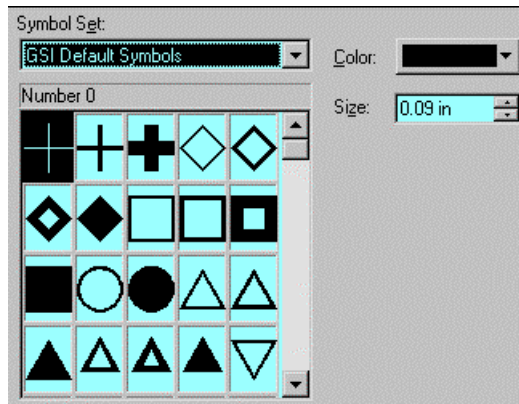 Symbol Set:
GSI Default Symbols
Color:
Number 0
Size:
0.09 in